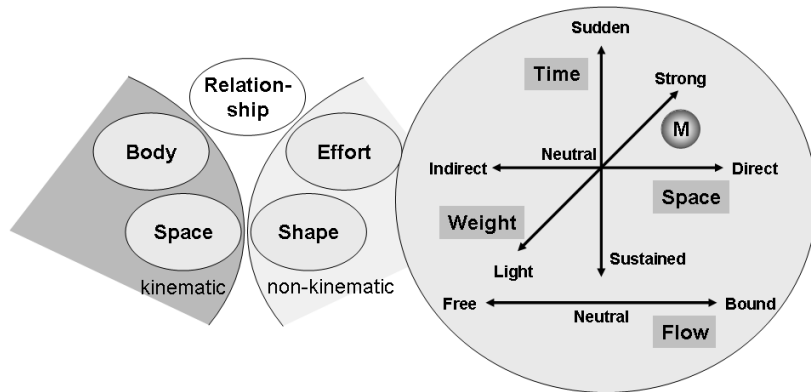 Relation-
ship
Body
Effort
Space
Shape
kinematic
non-kinematic
Sudden
Time
Strong
M
Neutral
Indirect
Direct
Space
Weight
Sustained
Light
Free
Neutral
Bound
Flow